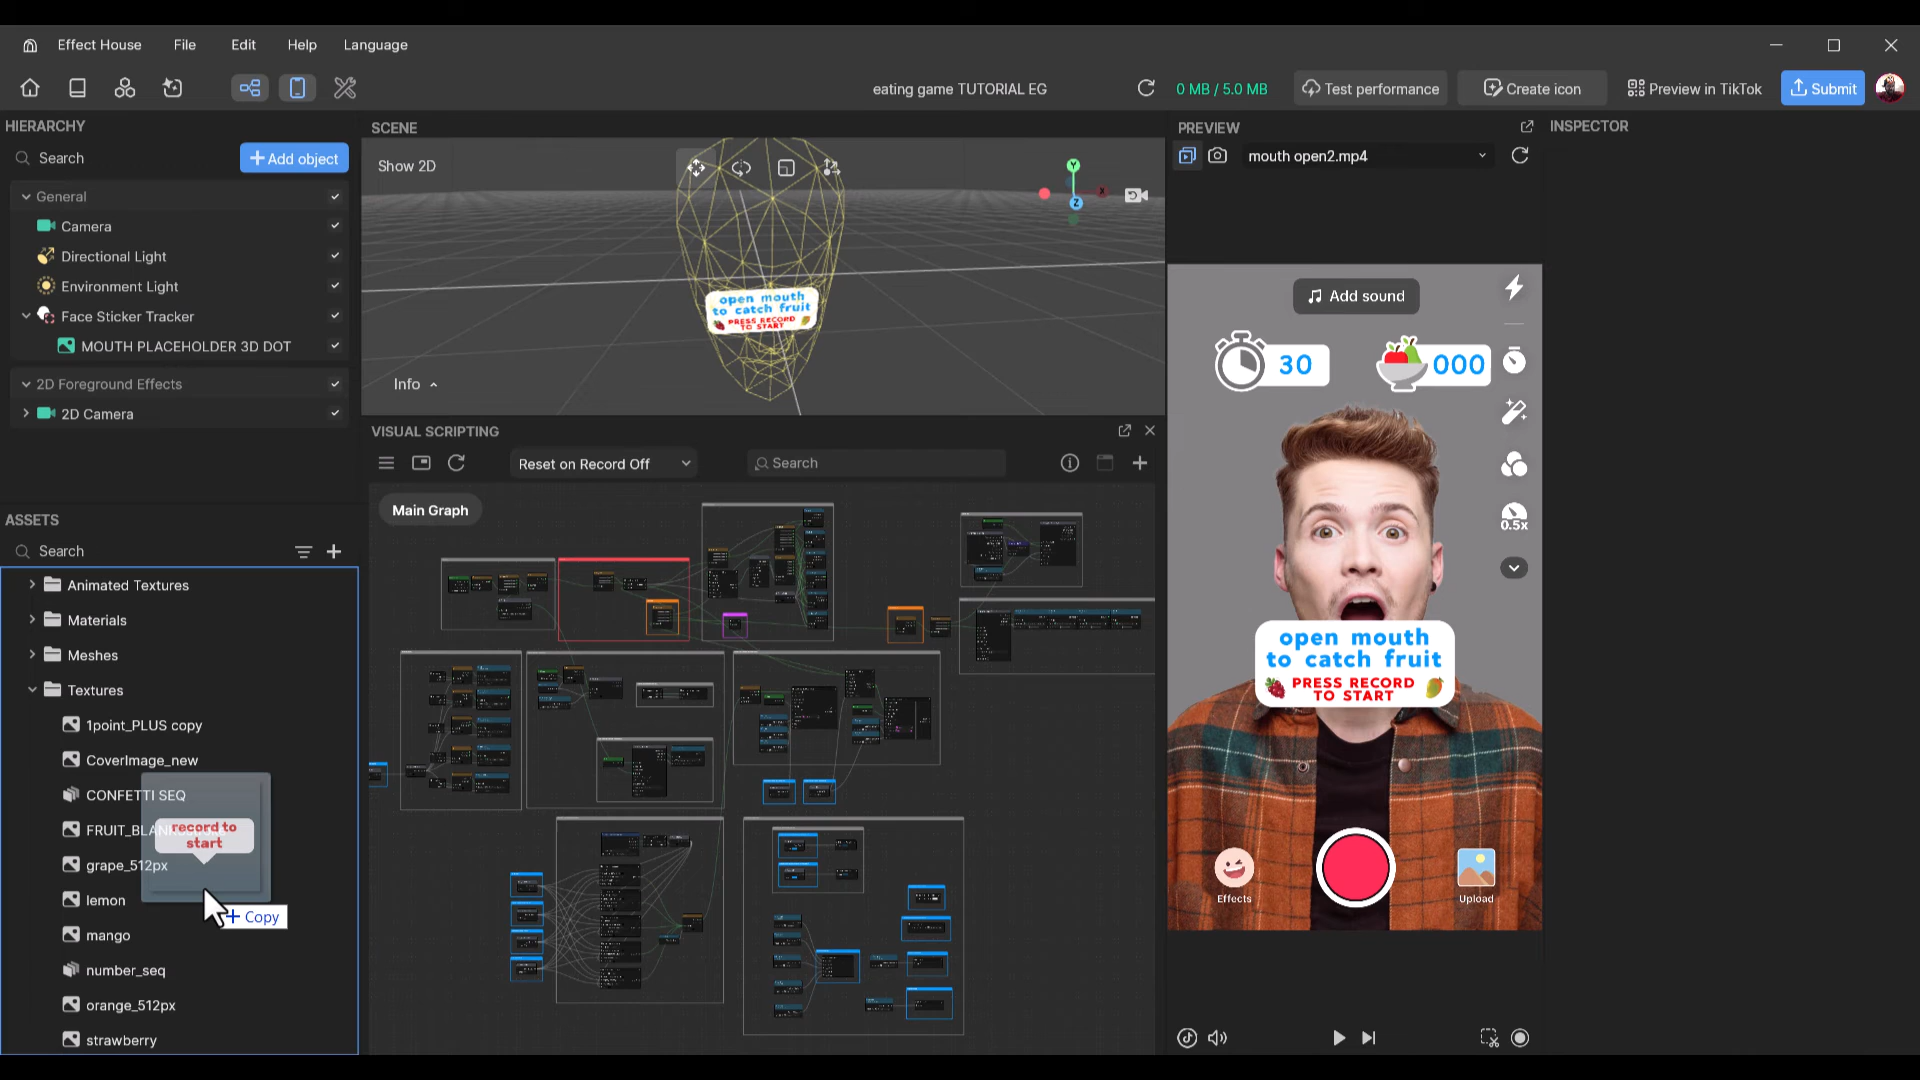 Effect House
File
Edit
Help
Language
eating game TUTORIAL EG
0 MB / 5.0 MB
Test performance
Create icon
Preview in TikTok
Submit
HIERARCHY
Search
Add object
General
Camera
Directional Light
Environment Light
Face Sticker Tracker
MOUTH PLACEHOLDER 3D DOT
2D Foreground Effects
2D Camera
ASSETS
Search
Animated Textures
Materials
Meshes
Textures
1point_PLUS copy
CoverImage_new
CONFETTI SEQ
FRUIT_BLAN
record to
start
grape_512px
lemon
Copy
mango
number_seq
orange_512px
strawberry
SCENE
Show 2D
Y
X
Z
open mouth
to catch fruit
PRESS RECORD
TO START
Info
VISUAL SCRIPTING
Reset on Record Off
Search
Main Graph
PREVIEW
mouth open2.mp4
Add sound
30
000
0.5x
open mouth
to catch fruit
PRESS RECORD
TO START
Effects
Upload
INSPECTOR